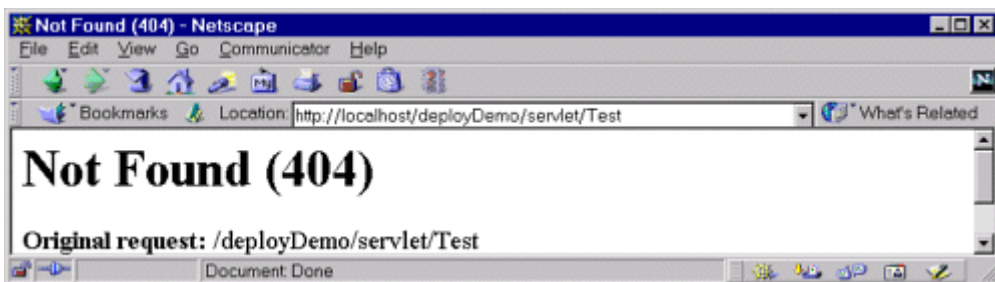 Not Found (404) - Netscape
File Edit View Go Communicator Help
My
N
Bookmarks Location: http://localhost/deployDemo/servlet/Test What's Related
Not Found (404)
Original request: /deployDemo/servlet/Test
Document: Done